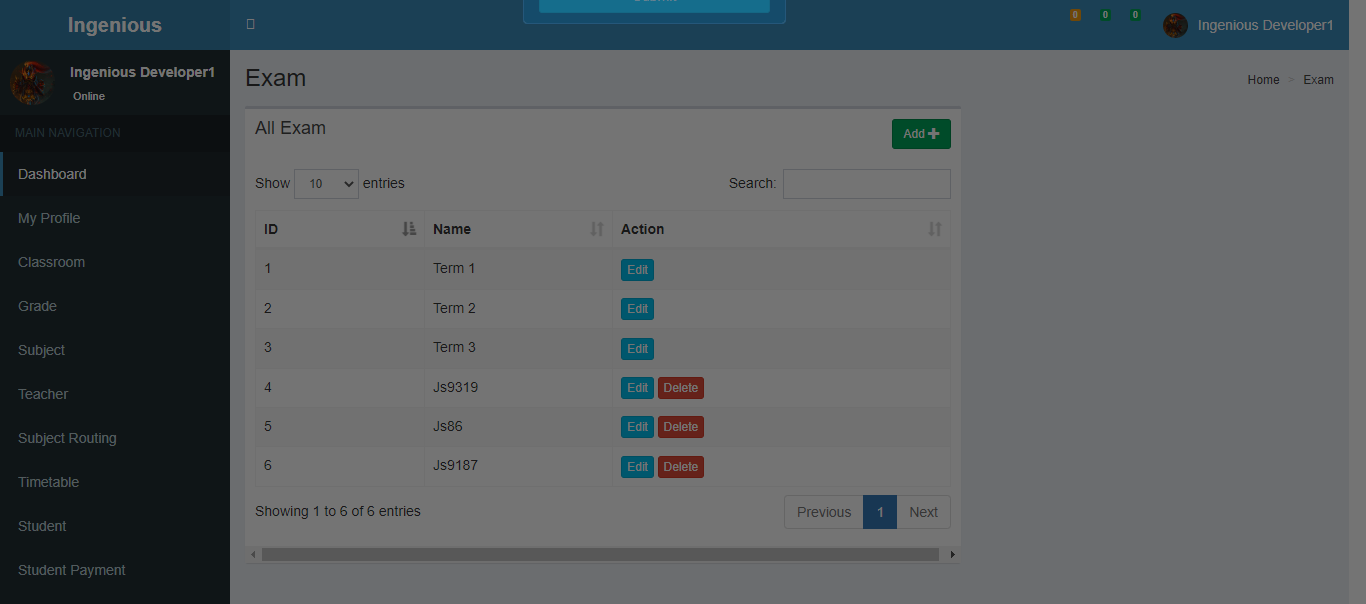 Ingenious
0 0 0 Ingenious Developer1
Ingenious Developer1
Online
MAIN NAVIGATION
Dashboard
My Profile
Classroom
Grade
Subject
Teacher
Subject Routing
Timetable
Student
Student Payment
Exam
Home > Exam
All Exam
Add
Show 10 entries
Search:
ID Name Action
1 Term 1 Edit
2 Term 2 Edit
3 Term 3 Edit
4 Js9319 Edit Delete
5 Js86 Edit Delete
6 Js9187 Edit Delete
Showing 1 to 6 of 6 entries
Previous 1 Next